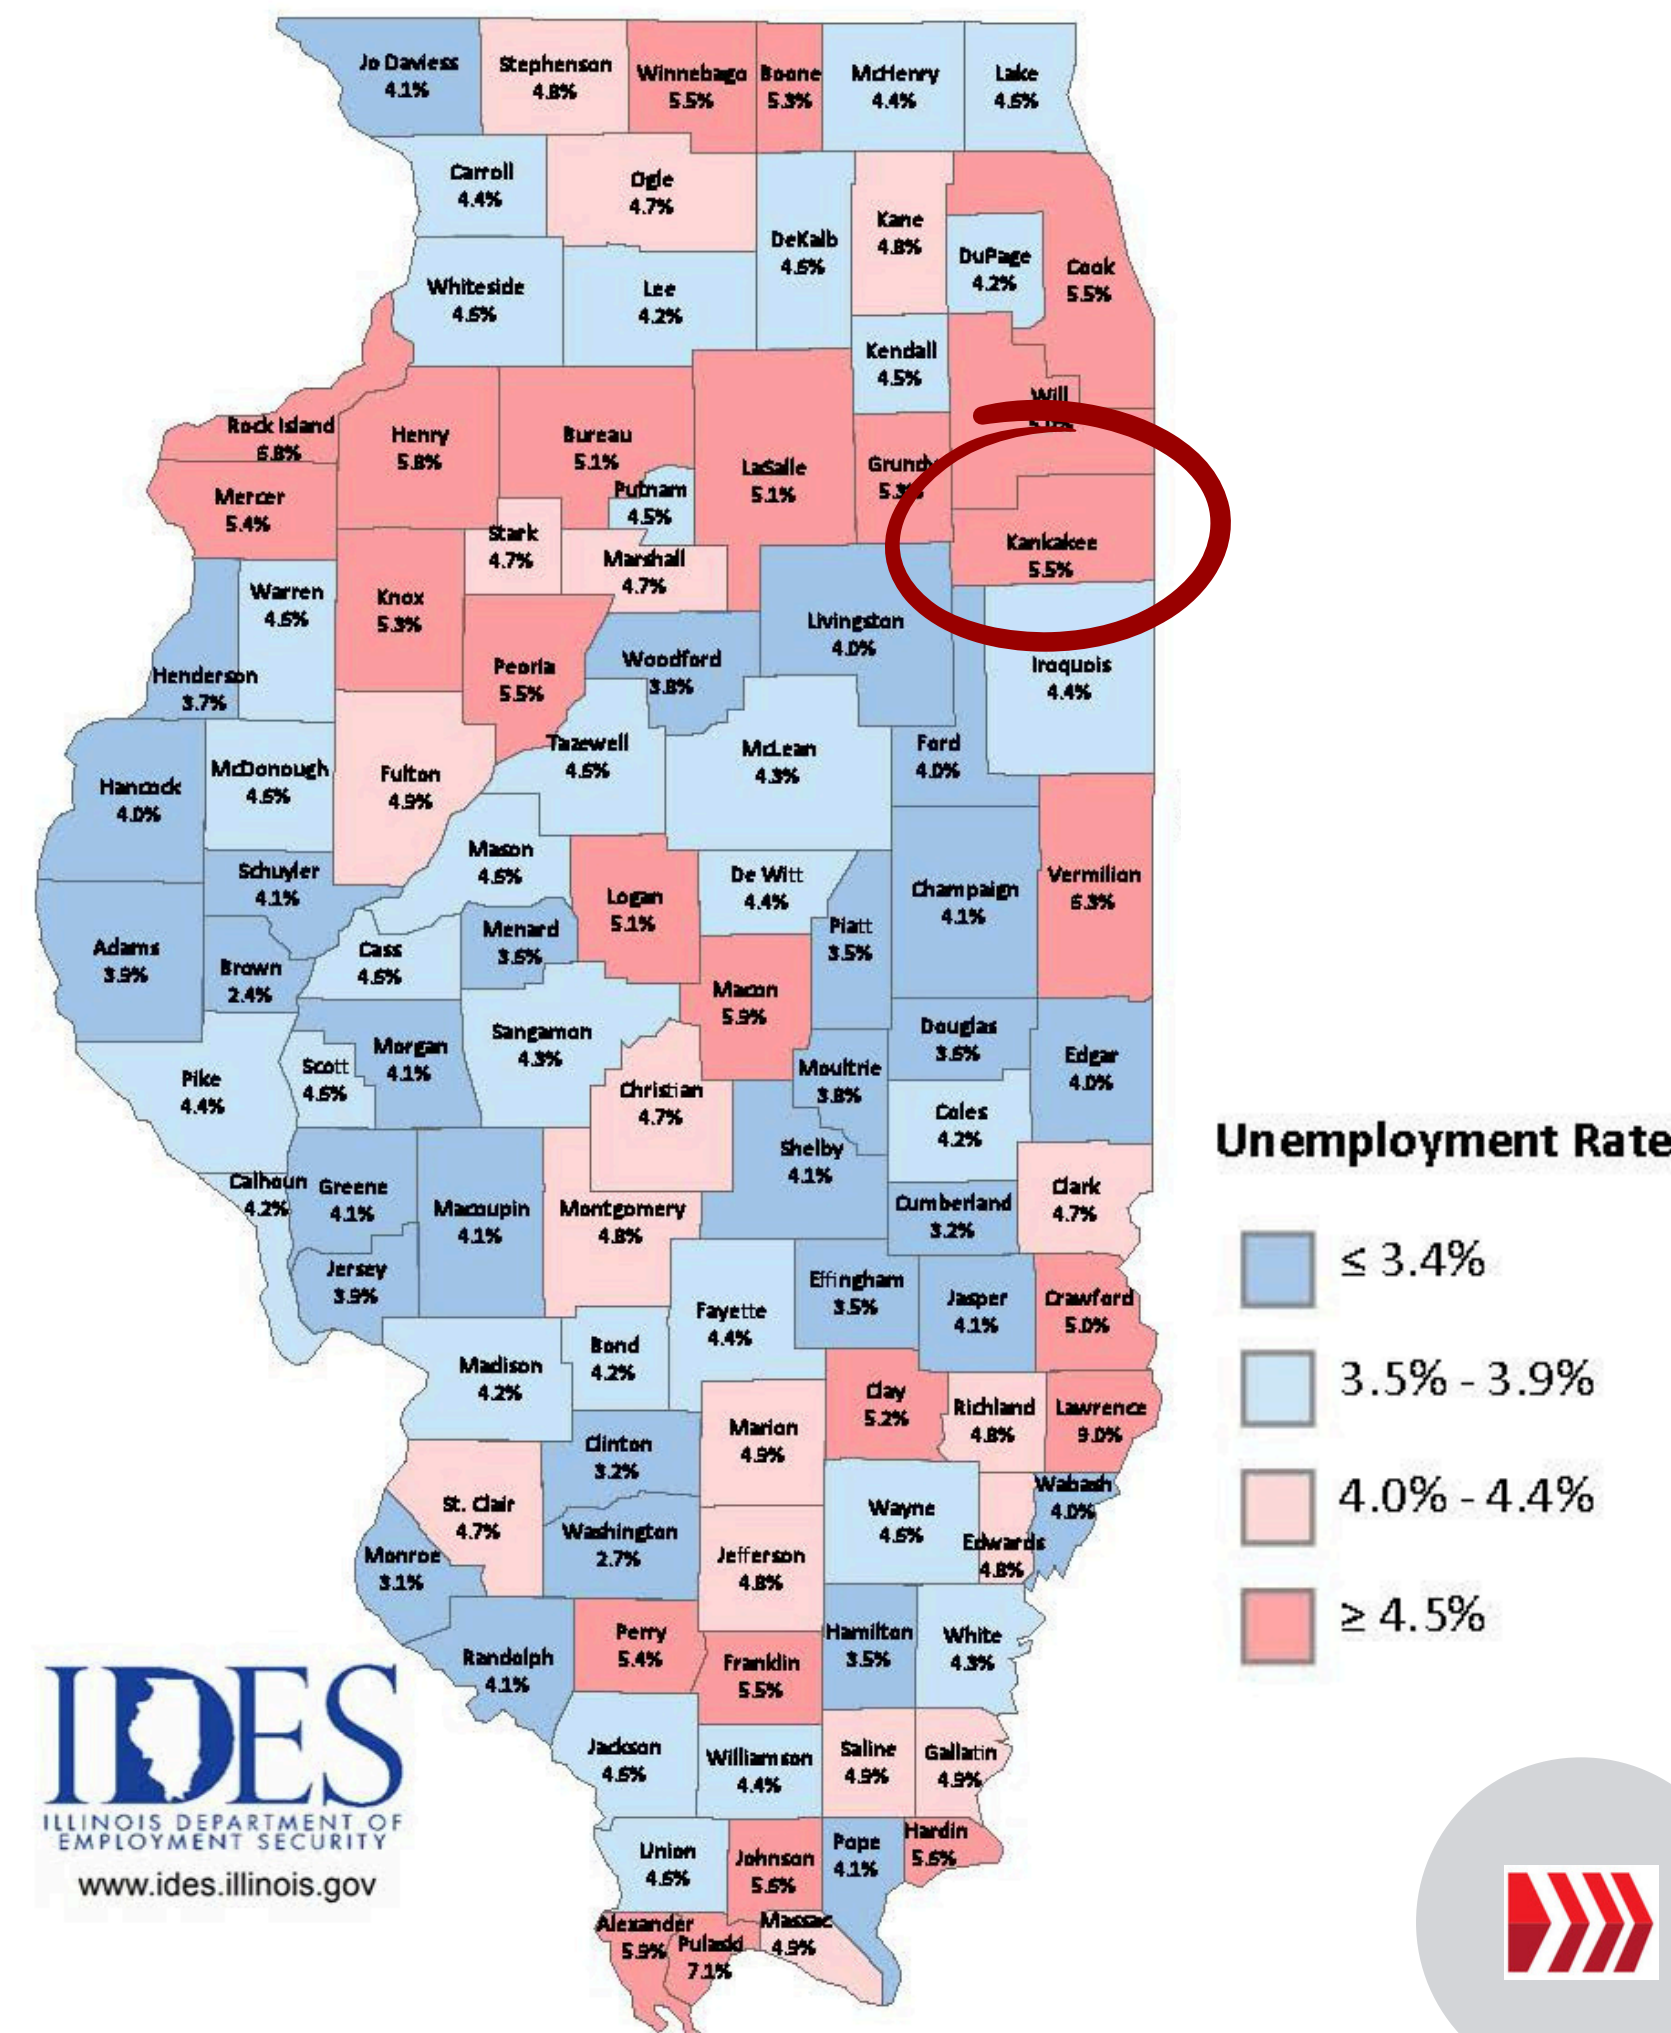 Jo Daviess
4.1%
Stephenson
4.8%
Winnebago
5.5%
Boone
5.3%
McHenry
4.4%
Lake
4.6%
Carroll
4.4%
Ogle
4.7%
DeKalb
4.6%
Kane
4.8%
DuPage
4.2%
Cook
5.5%
Whiteside
4.6%
Lee
4.2%
Kendall
4.5%
Will
Rock Island
6.8%
Henry
5.8%
Bureau
5.1%
LaSalle
5.1%
Grundy
5.3%
Mercer
5.4%
Putnam
4.5%
Stark
4.7%
Marshall
4.7%
Kankakee
5.5%
Warren
4.6%
Knox
5.3%
Livingston
4.0%
Henderson
3.7%
Peoria
5.5%
Woodford
3.8%
Iroquois
4.4%
Hancock
4.0%
McDonough
4.6%
Fulton
4.9%
Tazewell
4.6%
McLean
4.3%
Ford
4.0%
Schuyler
4.1%
Mason
4.6%
Logan
5.1%
De Witt
4.4%
Champaign
4.1%
Vermilion
6.3%
Adams
3.9%
Brown
2.4%
Cass
4.6%
Menard
3.6%
Piatt
3.5%
Macon
5.9%
Pike
4.4%
Scott
4.6%
Morgan
4.1%
Sangamon
4.3%
Christian
4.7%
Moultrie
3.8%
Douglas
3.6%
Edgar
4.0%
Coles
4.2%
Shelby
4.1%
Calhoun
4.2%
Greene
4.1%
Macoupin
4.1%
Montgomery
4.8%
Cumberland
3.2%
Clark
4.7%
Jersey
3.9%
Fayette
4.4%
Effingham
3.5%
Jasper
4.1%
Crawford
5.0%
Madison
4.2%
Bond
4.2%
Clay
5.2%
Richland
4.8%
Lawrence
9.0%
Clinton
3.2%
Marion
4.9%
St. Clair
4.7%
Wayne
4.6%
Wabash
4.0%
Edwards
4.8%
Monroe
3.1%
Washington
2.7%
Jefferson
4.8%
Randolph
4.1%
Perry
5.4%
Franklin
5.5%
Hamilton
3.5%
White
4.3%
Jackson
4.6%
Williamson
4.4%
Saline
4.9%
Gallatin
4.9%
Union
4.6%
Johnson
5.6%
Pope
4.1%
Hardin
5.6%
Alexander
5.9%
Pulaski
7.1%
Massac
4.9%
Unemployment Rate
≤ 3.4%
3.5% - 3.9%
4.0% - 4.4%
≥ 4.5%
IDES
ILLINOIS DEPARTMENT OF
EMPLOYMENT SECURITY
www.ides.illinois.gov